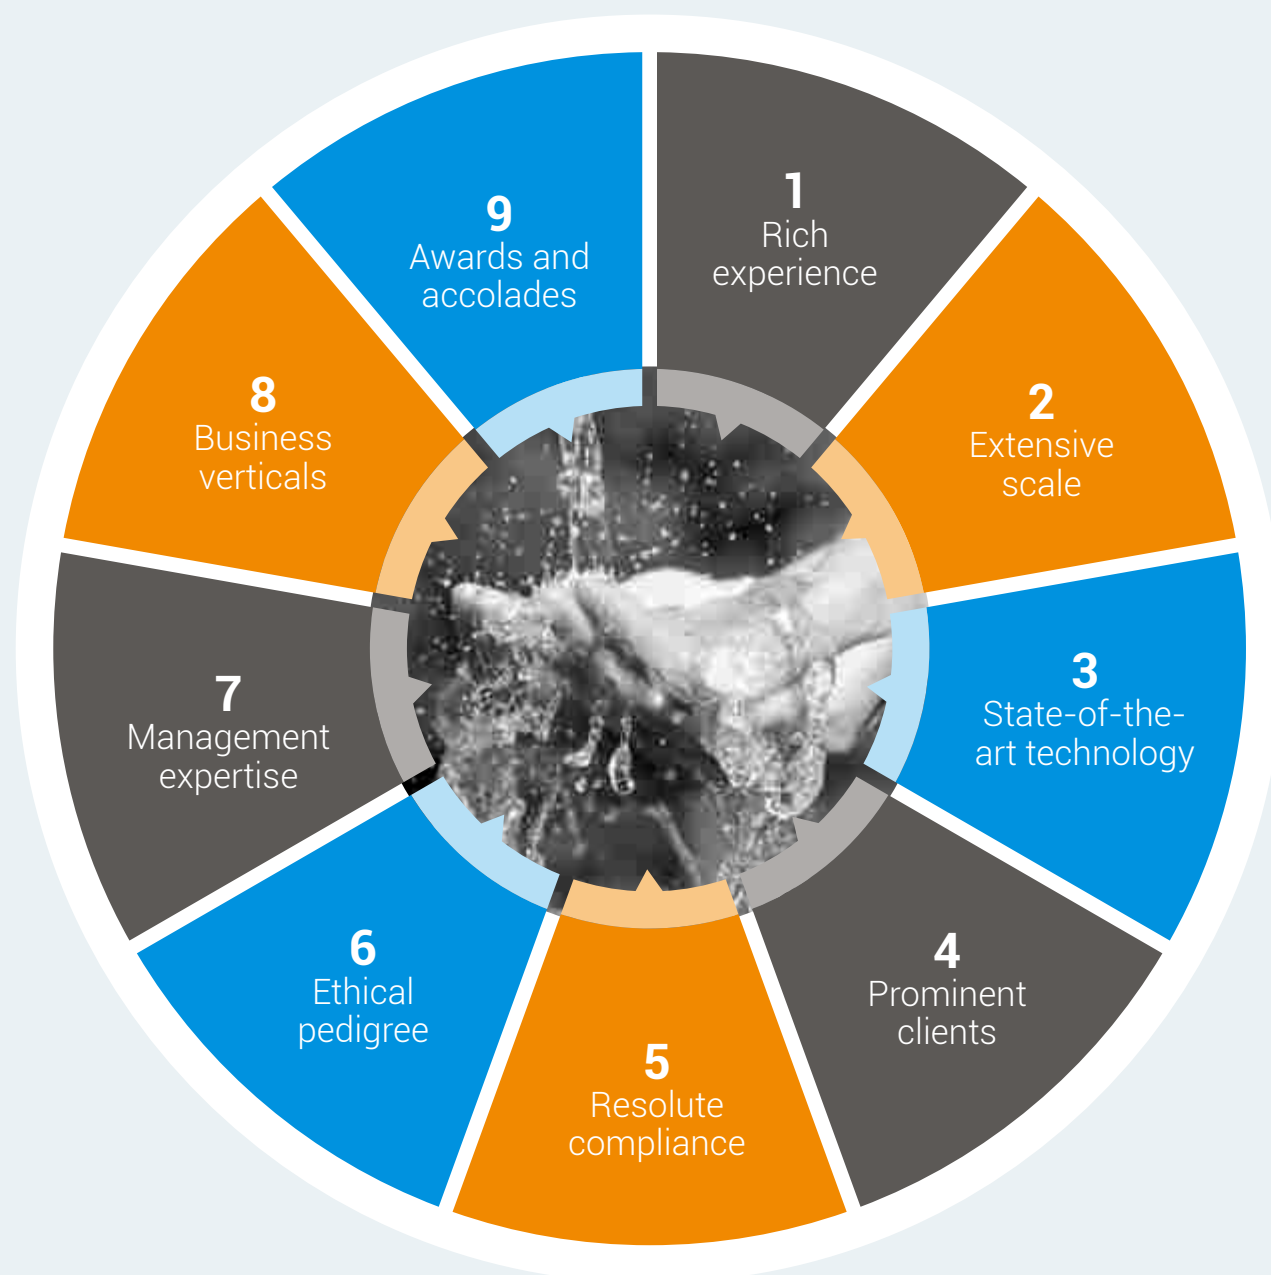 1
Rich
experience
2
Extensive
scale
3
State-of-the-
art technology
4
Prominent
clients
5
Resolute
compliance
6
Ethical
pedigree
7
Management
expertise
8
Business
verticals
9
Awards and
accolades